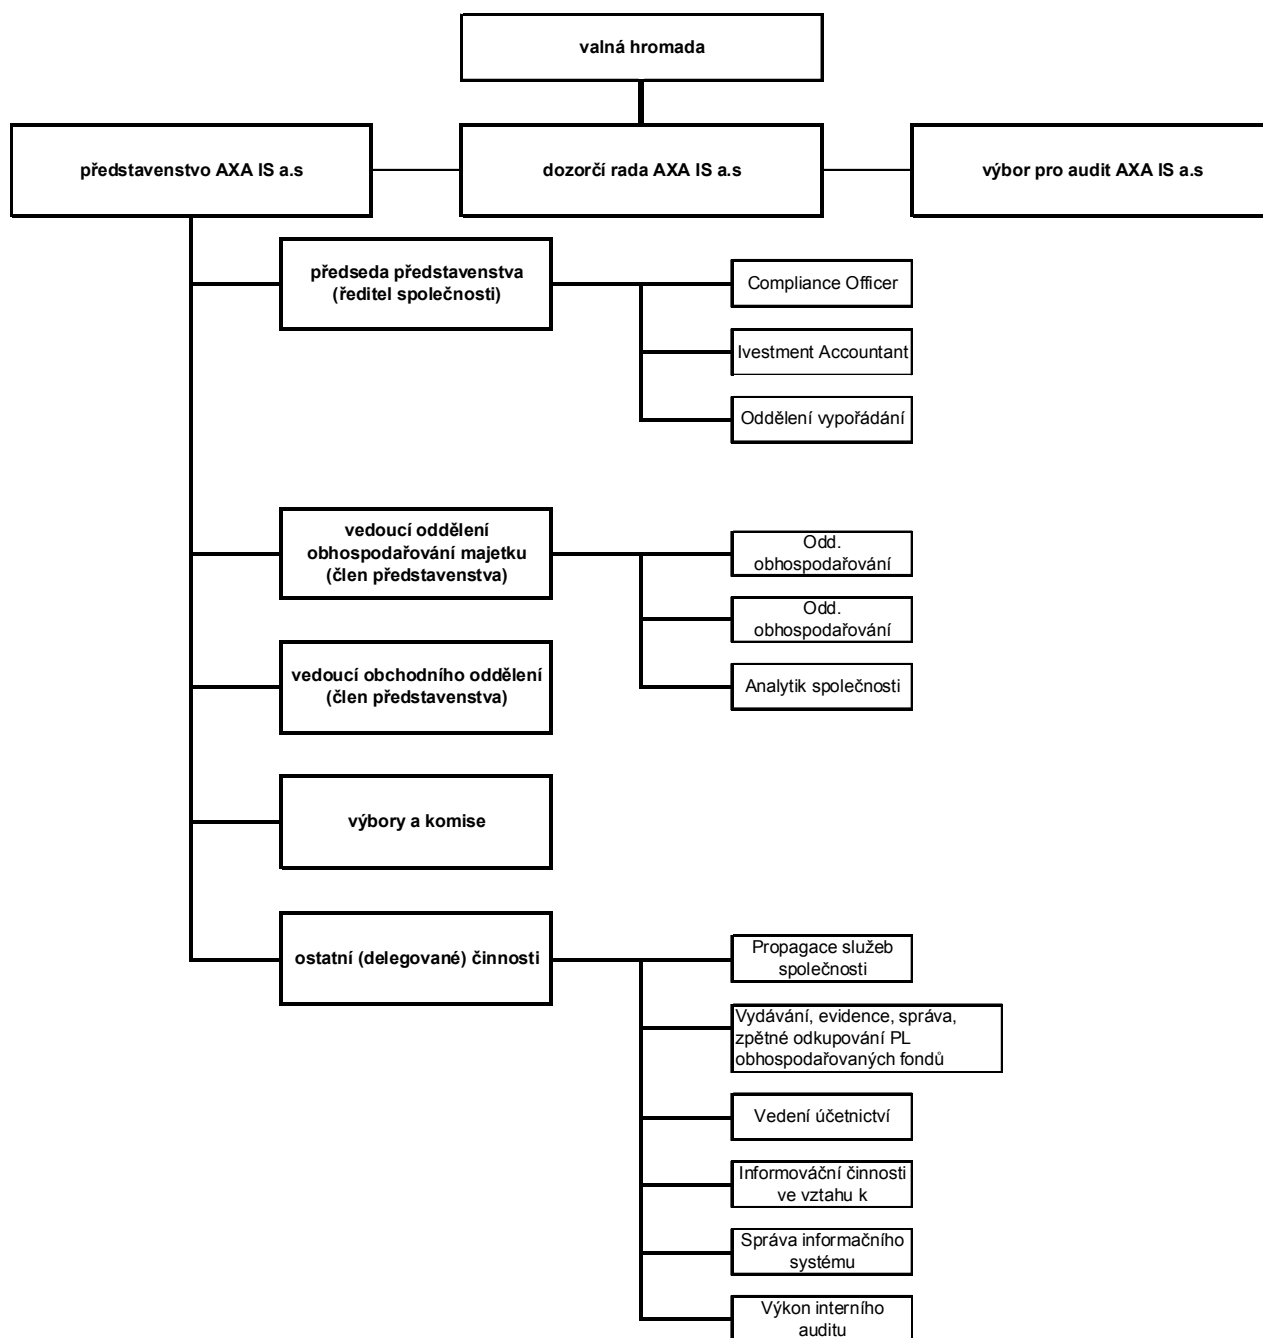 valná hromada
představenstvo AXA IS a.s
dozorčí rada AXA IS a.s
výbor pro audit AXA IS a.s
předseda představenstva
(ředitel společnosti)
Compliance Officer
Ivestment Accountant
Oddělení vypořádání
vedoucí oddělení
obhospodařování majetku
(člen představenstva)
Odd.
obhospodařování
Odd.
obhospodařování
vedoucí obchodního oddělení
(člen představenstva)
Analytik společnosti
výbory a komise
ostatní (delegované) činnosti
Propagace služeb
společnosti
Vydávání, evidence, správa,
zpětné odkupování PL
obhospodařovaných fondů
Vedení účetnictví
Informováční činnosti
ve vztahu k
Správa informačního
systému
Výkon interního
auditu